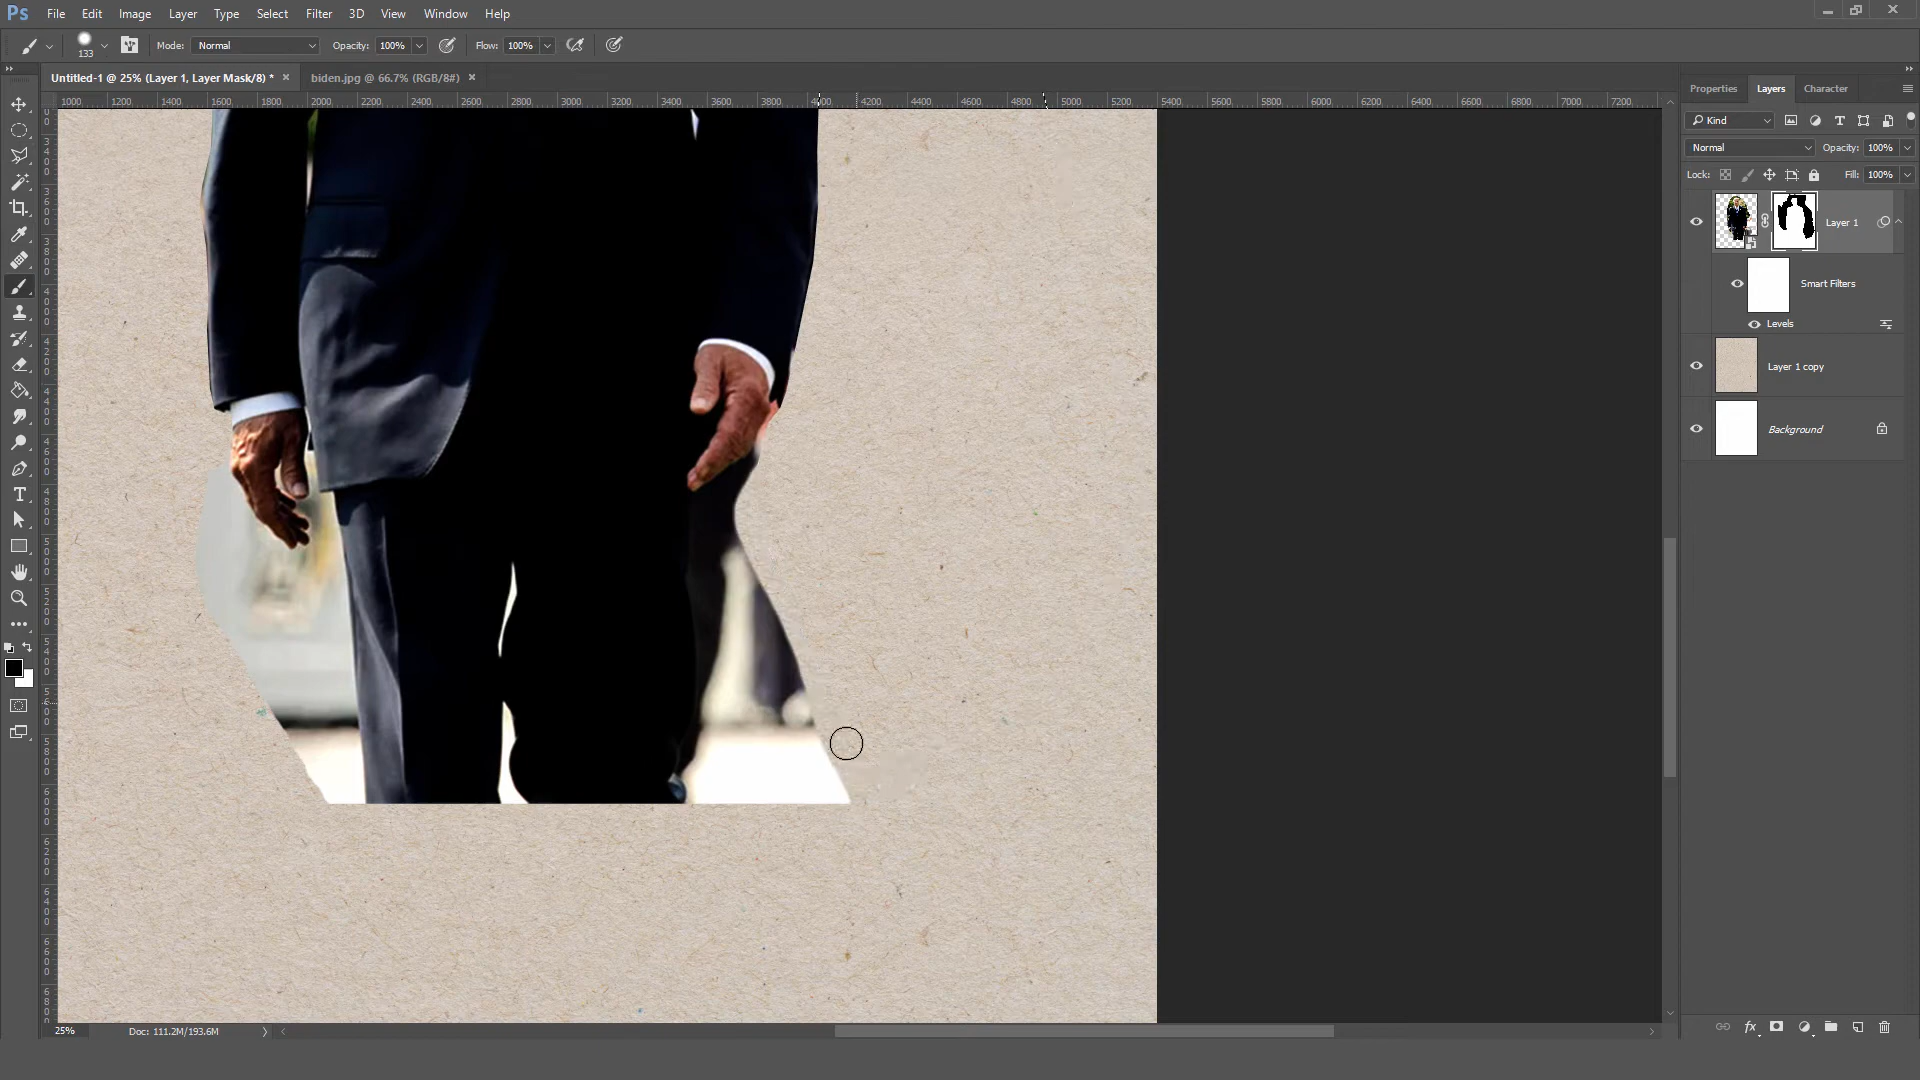 Ps File Edit Image Layer Type Select Filter 3D View Window Help
133 Mode: Normal Opacity: 100% Flow: 100%
Untitled-1 @ 25% (Layer 1, Layer Mask/8) * × biden.jpg @ 66.7% (RGB/8#) ×
1000 1200 1400 1600 1800 2000 2200 2400 2600 2800 3000 3200 3400 3600 3800 4000 4200 4400 4600 4800 5000 5200 5400 5600 5800 6000 6200 6400 6600 6800 7000 7200
Properties Layers Character
Kind
Normal Opacity: 100%
Lock: Fill: 100%
Layer 1
Smart Filters
Levels
Layer 1 copy
Background
25% Doc: 111.2M/193.6M
fx